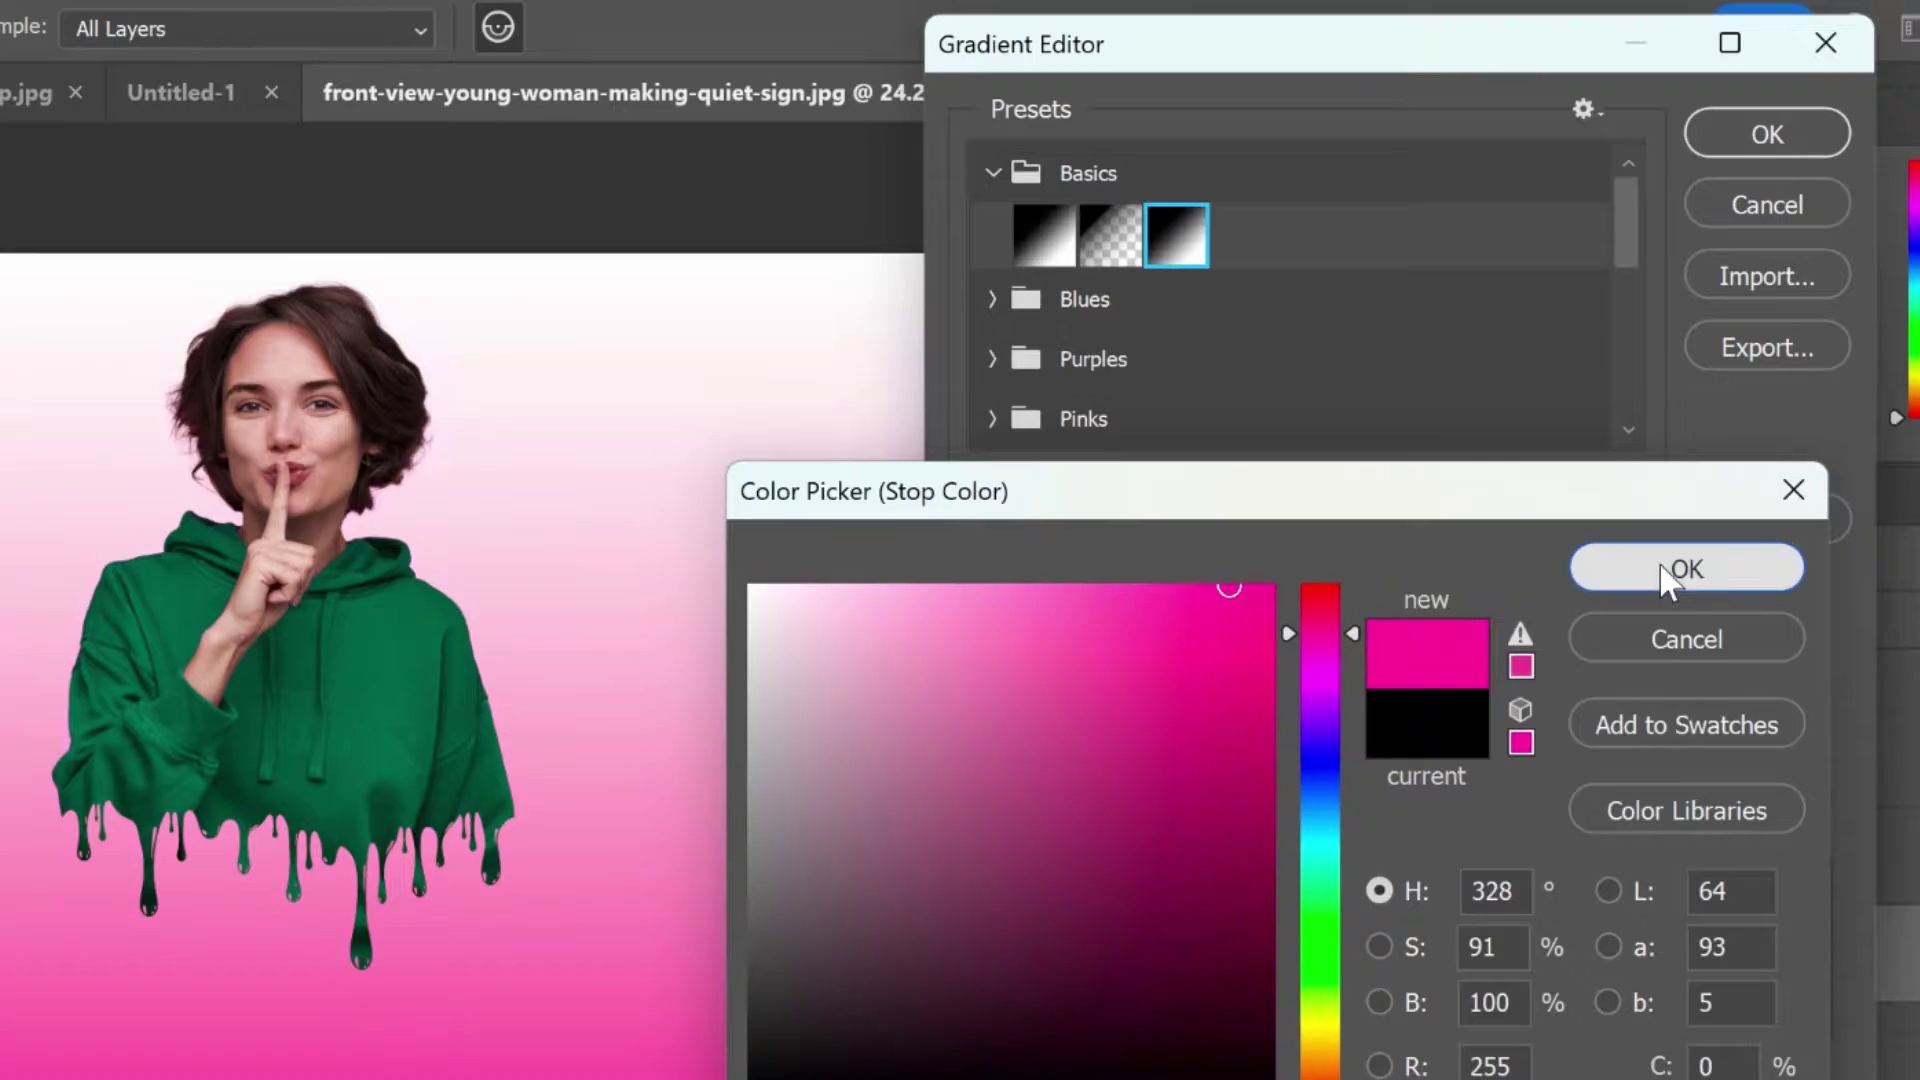 mple: All Layers
p.jpg × Untitled-1 × front-view-young-woman-making-quiet-sign.jpg @ 24.2
Gradient Editor
Presets
Basics
Blues
Purples
Pinks
OK
Cancel
Import...
Export...
Color Picker (Stop Color)
new
current
OK
Cancel
Add to Swatches
Color Libraries
H: 328 ° L: 64
S: 91 % a: 93
B: 100 % b: 5
R: 255 C: 0 %